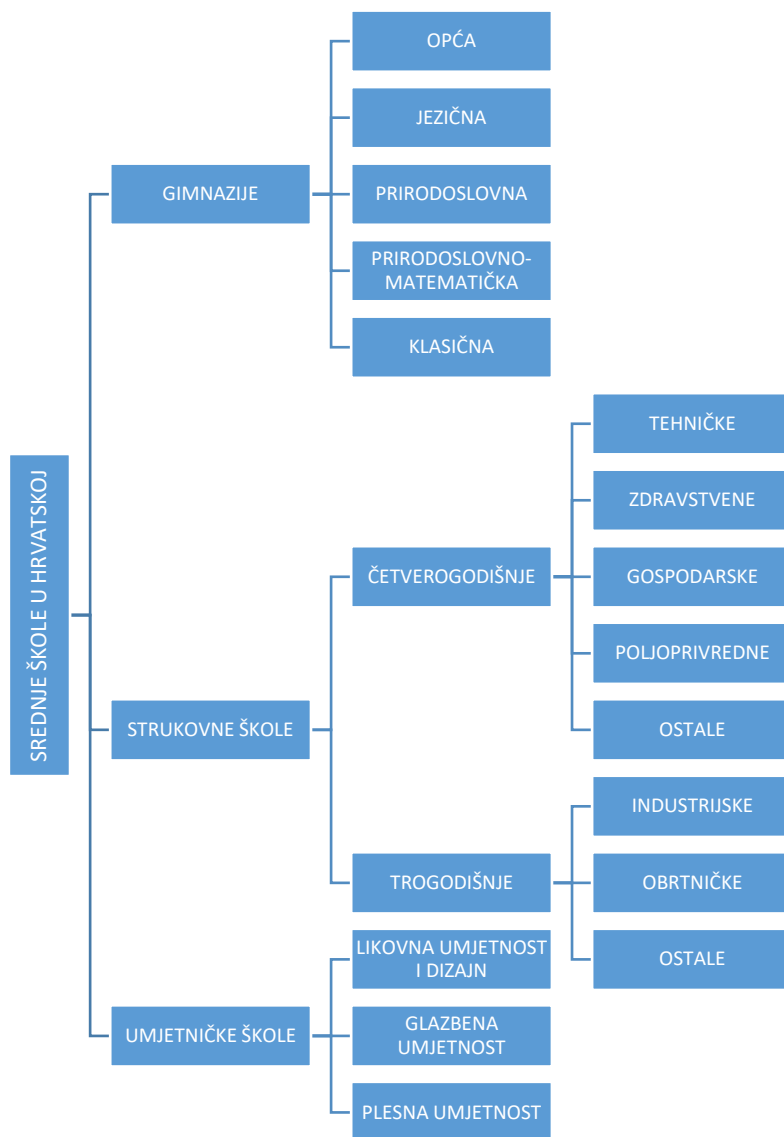 SREDNJE ŠKOLE U HRVATSKOJ
GIMNAZIJE
OPĆA
JEZIČNA
PRIRODOSLOVNA
PRIRODOSLOVNO-
MATEMATIČKA
KLASIČNA
STRUKOVNE ŠKOLE
ČETVEROGODIŠNJE
TEHNIČKE
ZDRAVSTVENE
GOSPODARSKE
POLJOPRIVREDNE
OSTALE
TROGODIŠNJE
INDUSTRIJSKE
OBRTNIČKE
OSTALE
UMJETNIČKE ŠKOLE
LIKOVNA UMJETNOST
I DIZAJN
GLAZBENA
UMJETNOST
PLESNA UMJETNOST